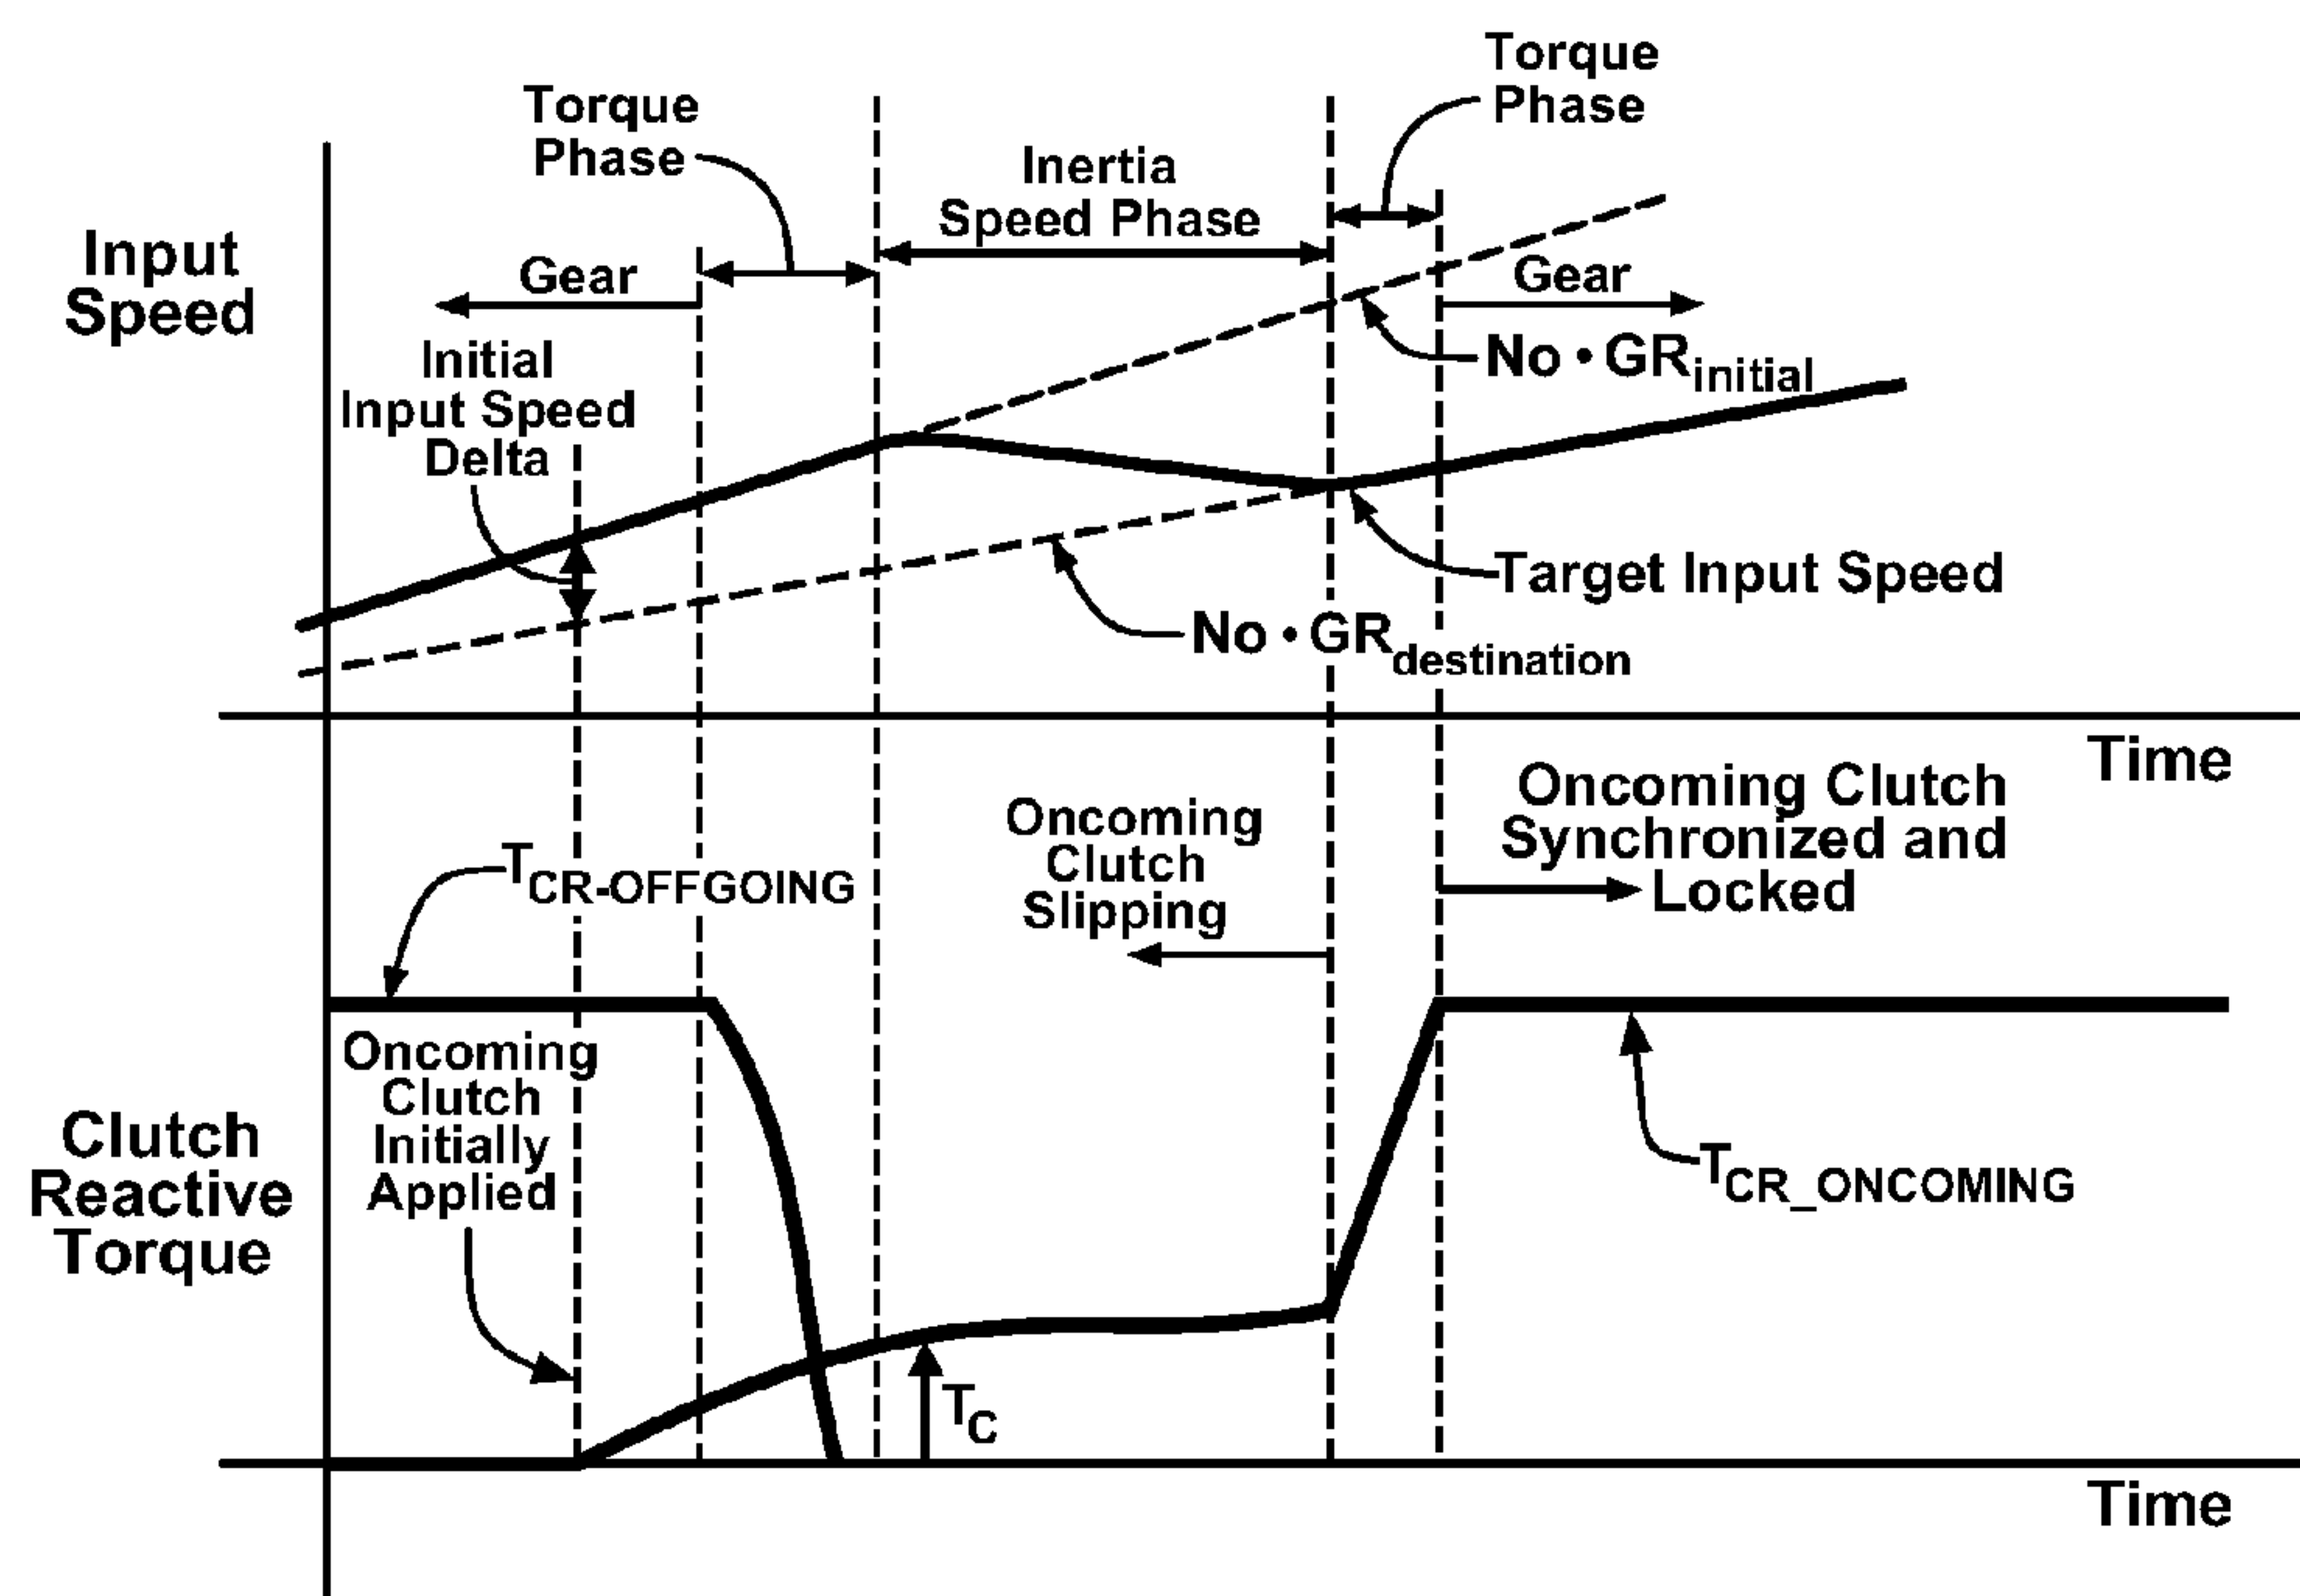 Torque
Phase
Torque
Phase
Inertia
Speed Phase
Input
Speed
Gear
Gear
Initial
Input Speed
Delta
No • GRinitial
Target Input Speed
No • GRdestination
Time
Oncoming
Clutch
Slipping
Oncoming Clutch
Synchronized and
Locked
TCR-OFFGOING
Oncoming
Clutch
Initially
Applied
Clutch
Reactive
Torque
TCR_ONCOMING
TC
Time